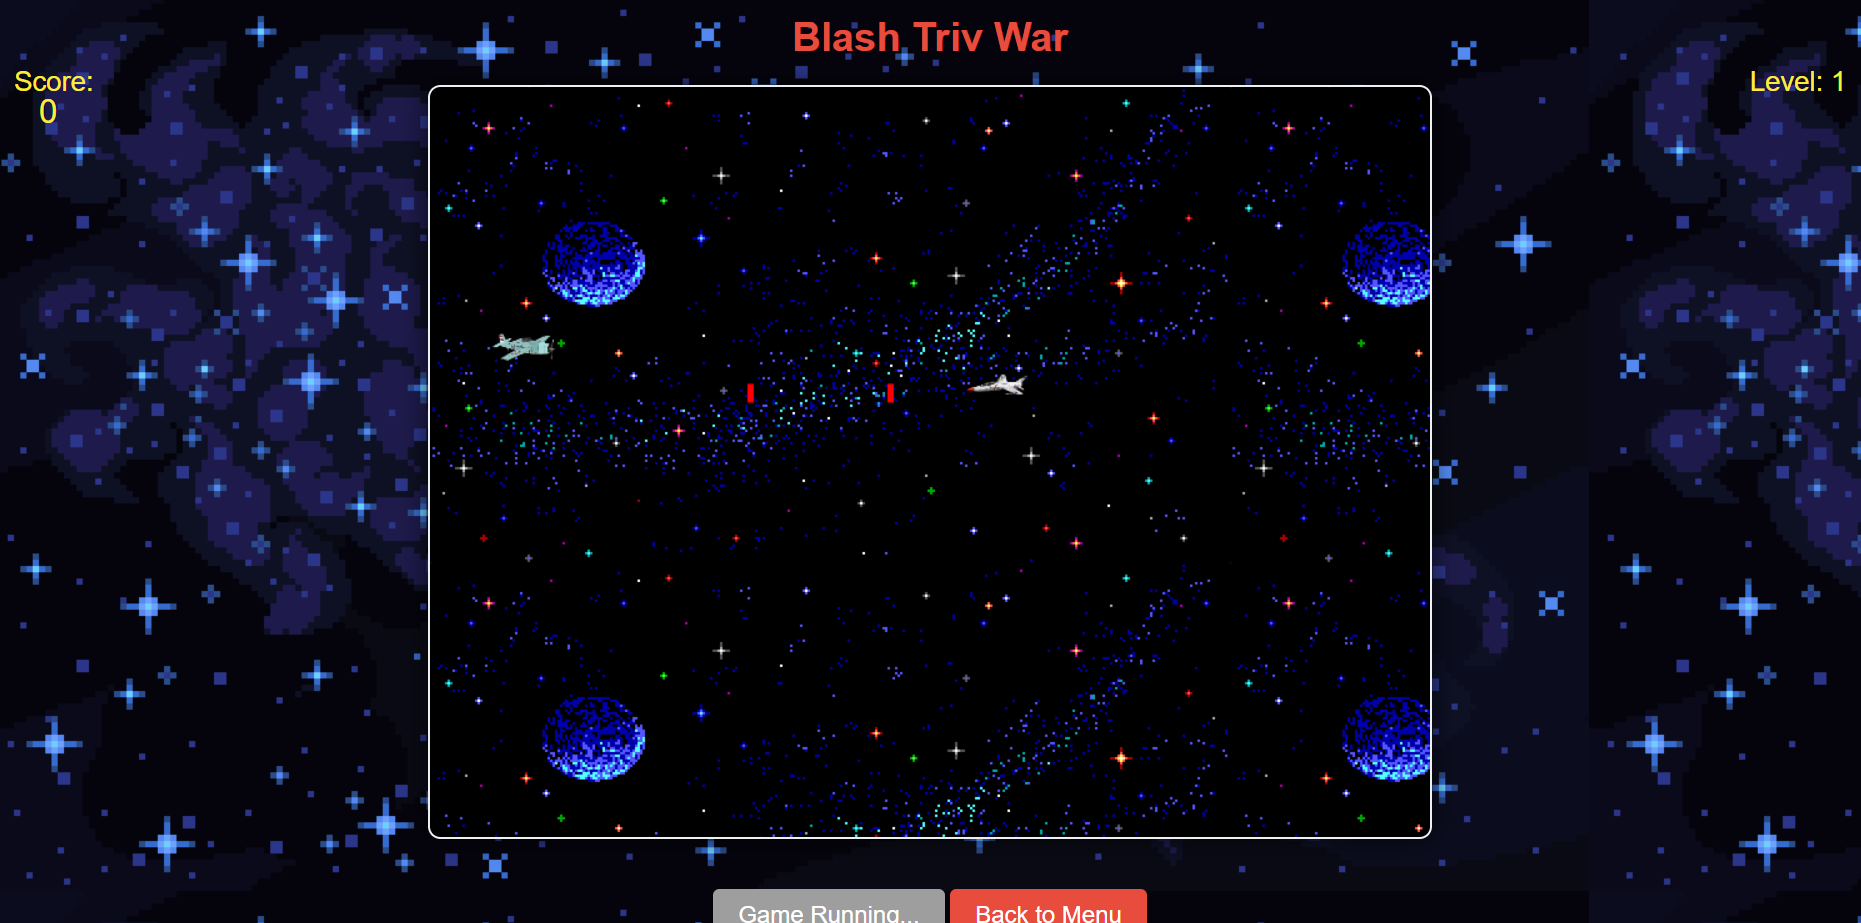 Blash Triv War
Score:
0
Level: 1
Game Running...
Back to Menu